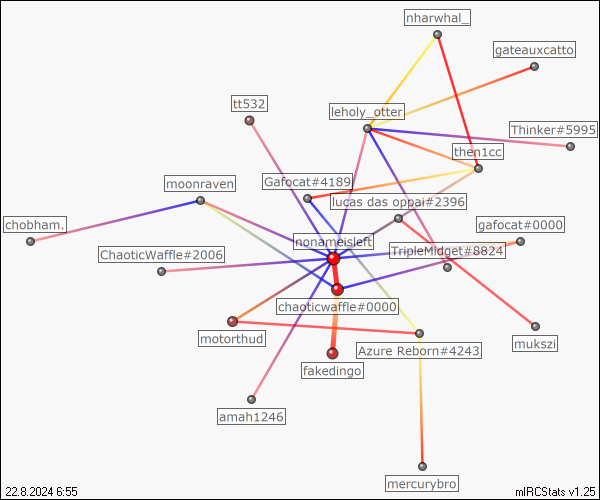 nharwhal_
gateauxcatto
tt532
leholy_otter
Thinker#5995
then1cc
moonraven
Gafocat#4189
lucas das oppai#2396
chobham.
gafocat#0000
nonameisleft
ChaoticWaffle#2006
TripleMidget#8824
chaoticwaffle#0000
motorthud
Azure Reborn#4243
mukszi
fakedingo
amah1246
mercurybro
22.8.2024 6:55
mIRCStats v1.25